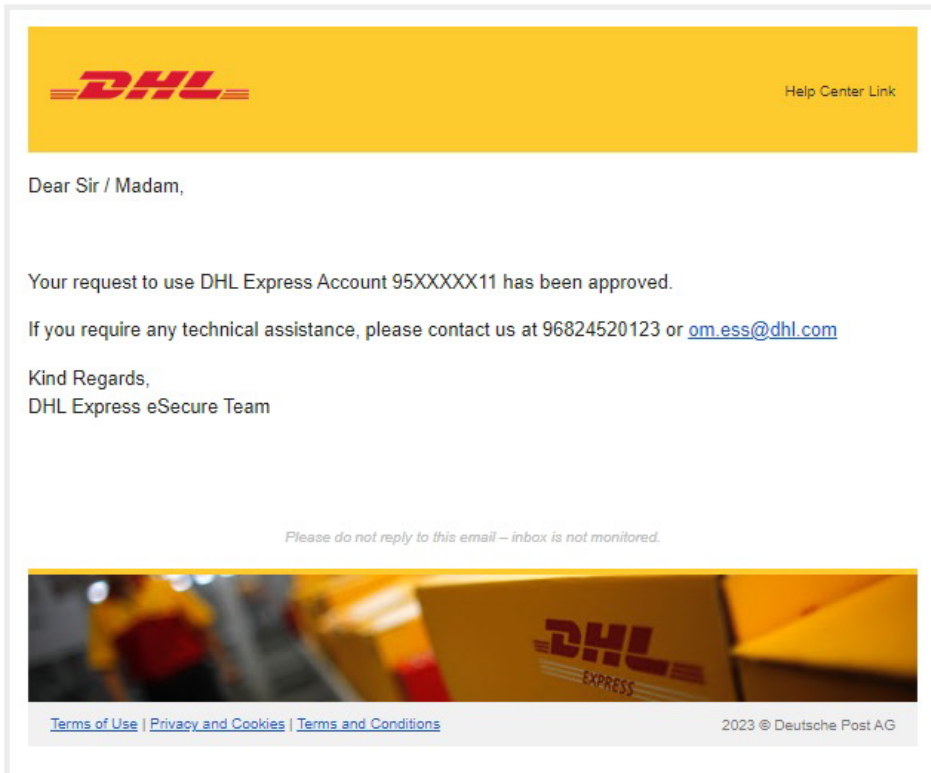 DHL
Help Center Link
Dear Sir / Madam,
Your request to use DHL Express Account 95XXXXX11 has been approved.
If you require any technical assistance, please contact us at 96824520123 or om.ess@dhl.com
Kind Regards,
DHL Express eSecure Team
Please do not reply to this email – inbox is not monitored.
DHL
EXPRESS
Terms of Use | Privacy and Cookies | Terms and Conditions
2023 © Deutsche Post AG